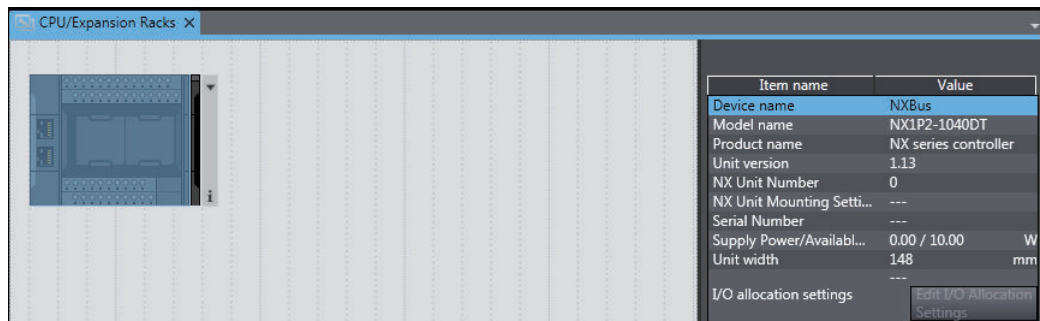 CPU/Expansion Racks X
Item name Value
Device name NXBus
Model name NX1P2-1040DT
Product name NX series controller
Unit version 1.13
NX Unit Number 0
NX Unit Mounting Setti... ---
Serial Number ---
Supply Power/Availabl... 0.00 / 10.00 W
Unit width 148 mm
---
I/O allocation settings Edit I/O Allocation
Settings